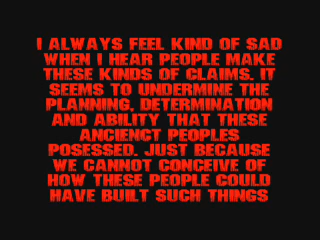 I ALWAYS FEEL KIND OF SAD
WHEN I HEAR PEOPLE MAKE
THESE KINDS OF CLAIMS. IT
SEEMS TO UNDERMINE THE
PLANNING, DETERMINATION
AND ABILITY THAT THESE
ANCIENCT PEOPLES
POSESSED. JUST BECAUSE
WE CANNOT CONCEIVE OF
HOW THESE PEOPLE COULD
HAVE BUILT SUCH THINGS